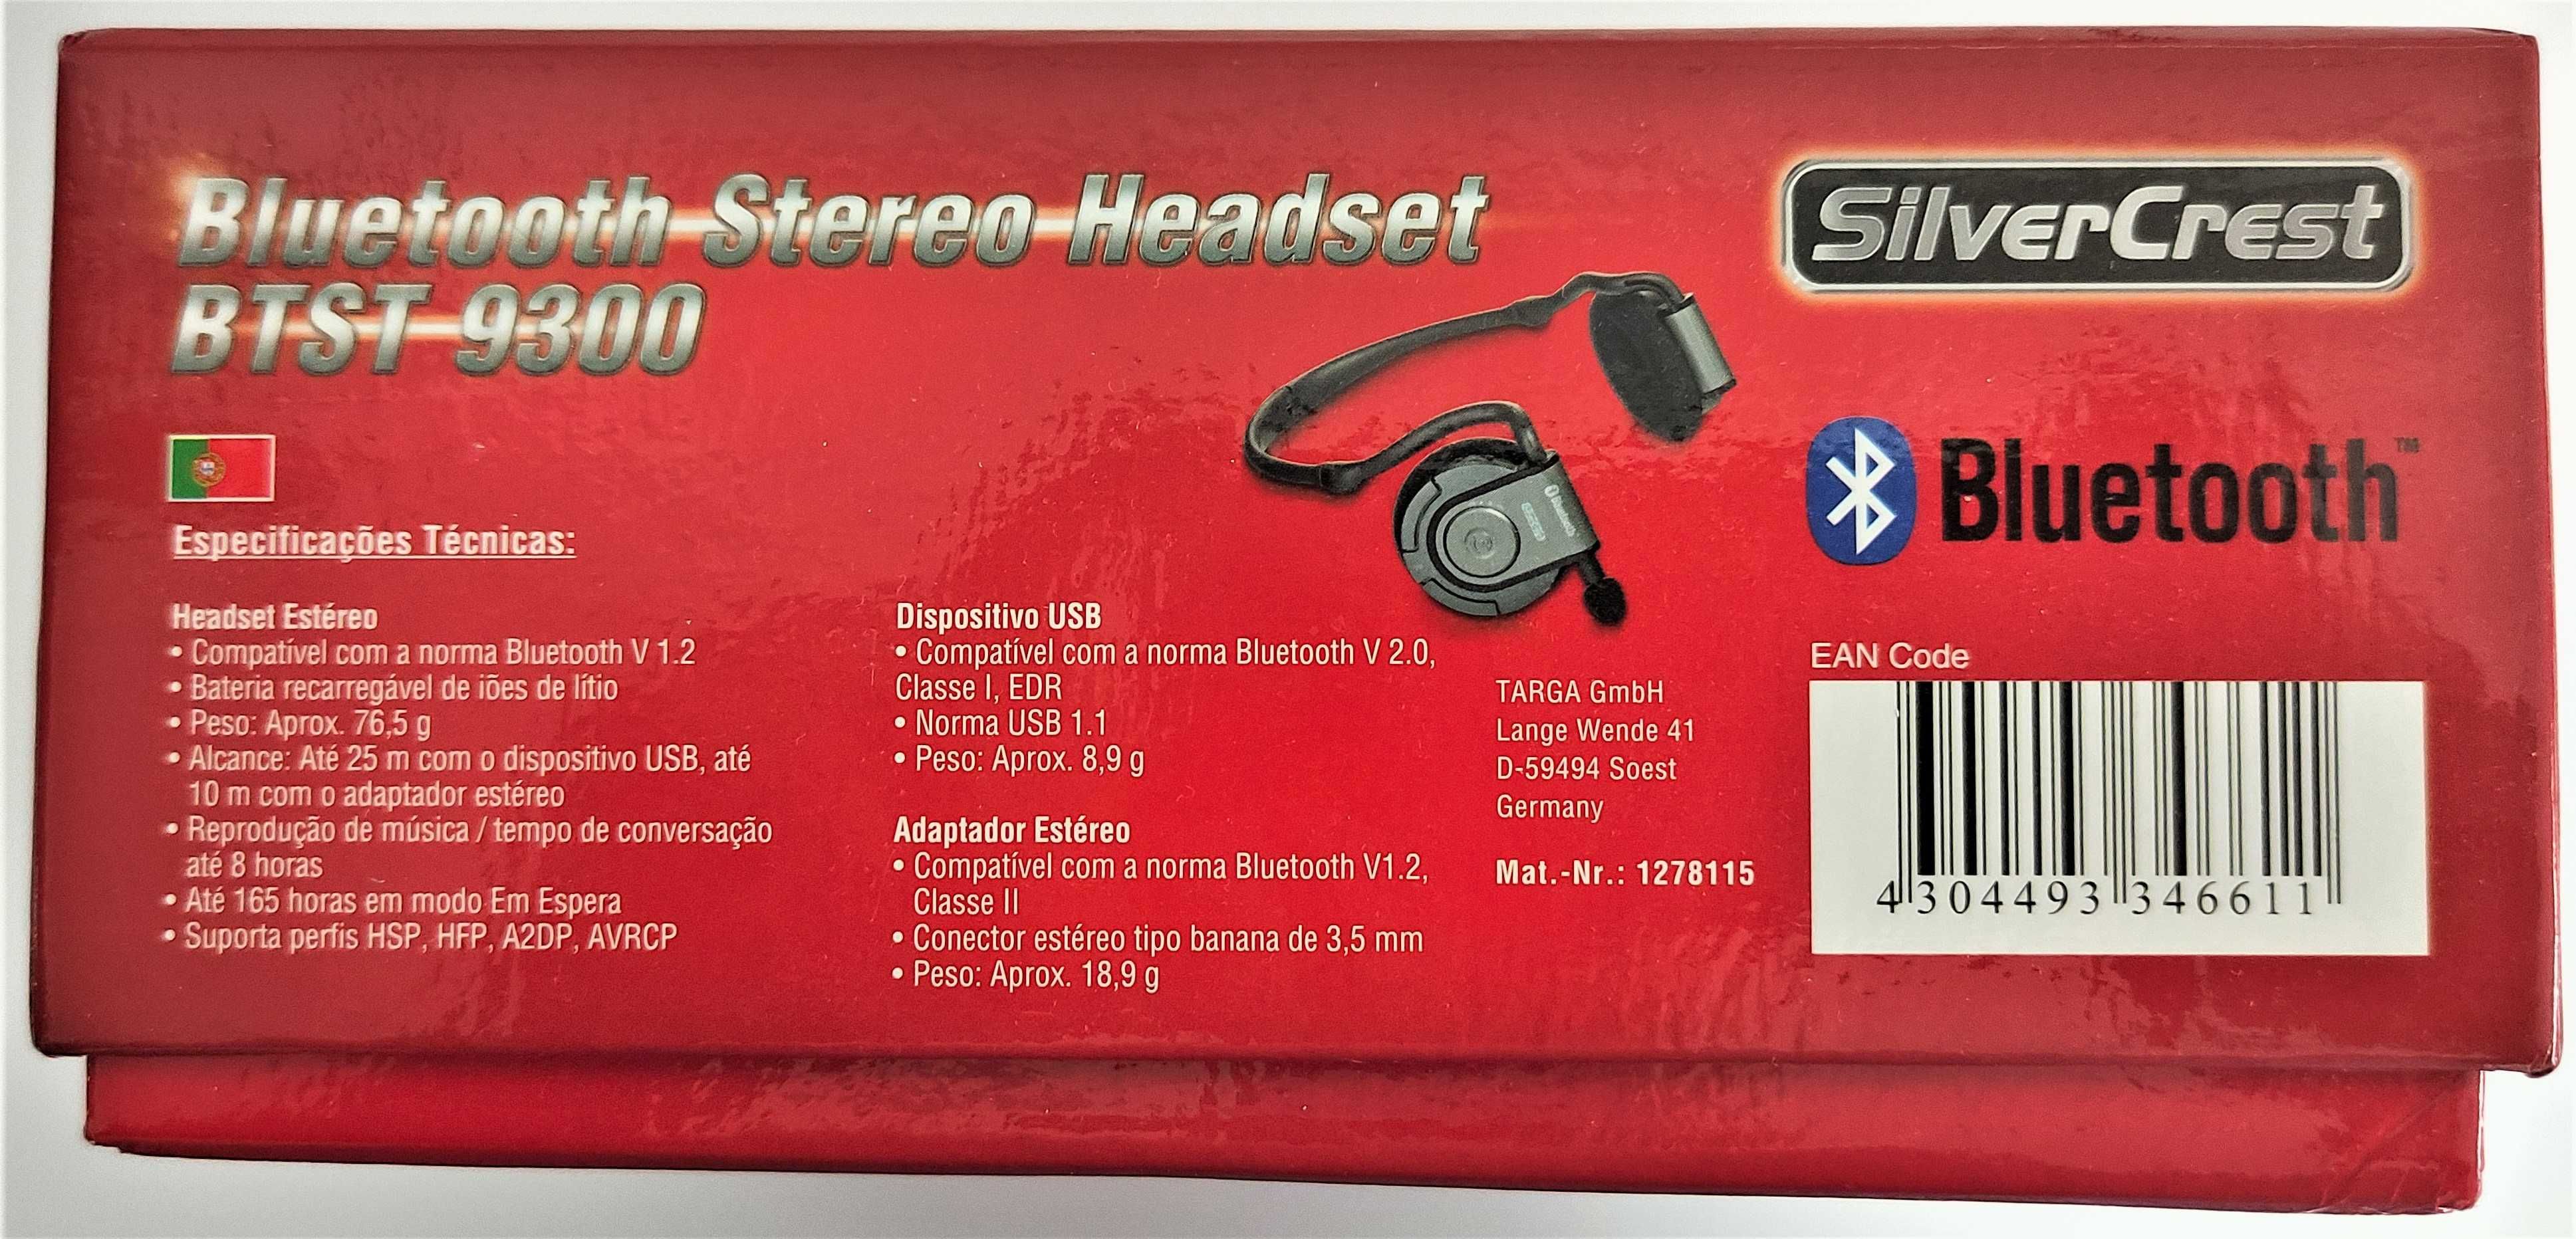 Bluetooth Stereo Headset
BTST 9300
SilverCrest
Bluetooth™
Especificações Técnicas:
Headset Estéreo
• Compatível com a norma Bluetooth V 1.2
• Bateria recarregável de iões de lítio
• Peso: Aprox. 76,5 g
• Alcance: Até 25 m com o dispositivo USB, até
10 m com o adaptador estéreo
• Reprodução de música / tempo de conversação
até 8 horas
• Até 165 horas em modo Em Espera
• Suporta perfis HSP, HFP, A2DP, AVRCP
Dispositivo USB
• Compatível com a norma Bluetooth V 2.0,
Classe I, EDR
• Norma USB 1.1
• Peso: Aprox. 8,9 g
Adaptador Estéreo
• Compatível com a norma Bluetooth V1.2,
Classe II
• Conector estéreo tipo banana de 3,5 mm
• Peso: Aprox. 18,9 g
TARGA GmbH
Lange Wende 41
D-59494 Soest
Germany
Mat.-Nr.: 1278115
EAN Code
4 304493 346611